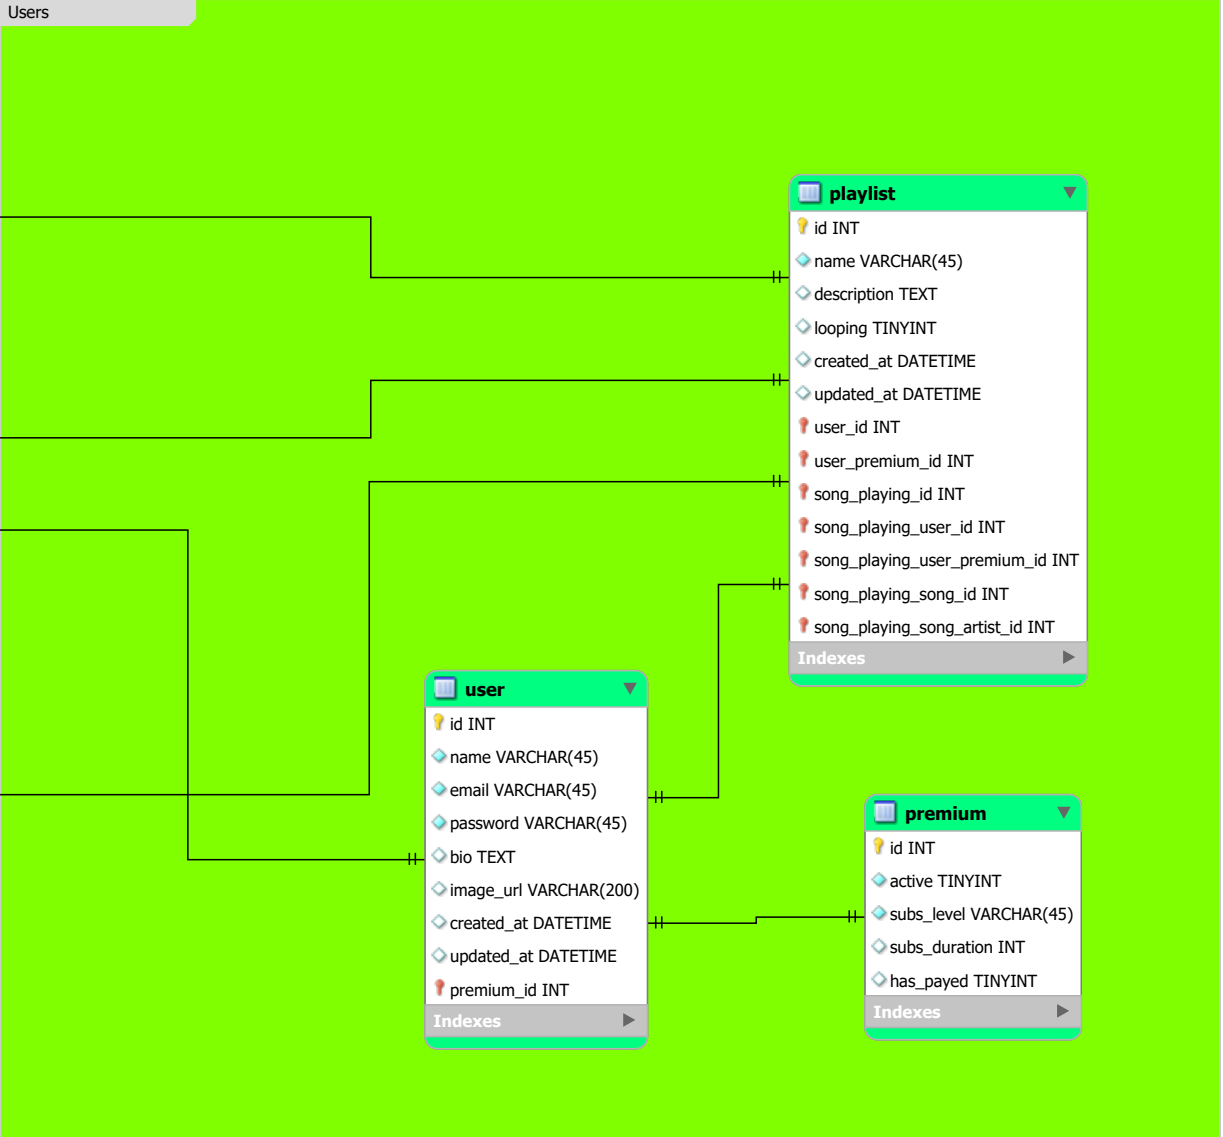 Users
playlist
id INT
name VARCHAR(45)
description TEXT
looping TINYINT
created_at DATETIME
updated_at DATETIME
user_id INT
user_premium_id INT
song_playing_id INT
song_playing_user_id INT
song_playing_user_premium_id INT
song_playing_song_id INT
song_playing_song_artist_id INT
Indexes
user
id INT
name VARCHAR(45)
email VARCHAR(45)
password VARCHAR(45)
bio TEXT
image_url VARCHAR(200)
created_at DATETIME
updated_at DATETIME
premium_id INT
Indexes
premium
id INT
active TINYINT
subs_level VARCHAR(45)
subs_duration INT
has_payed TINYINT
Indexes